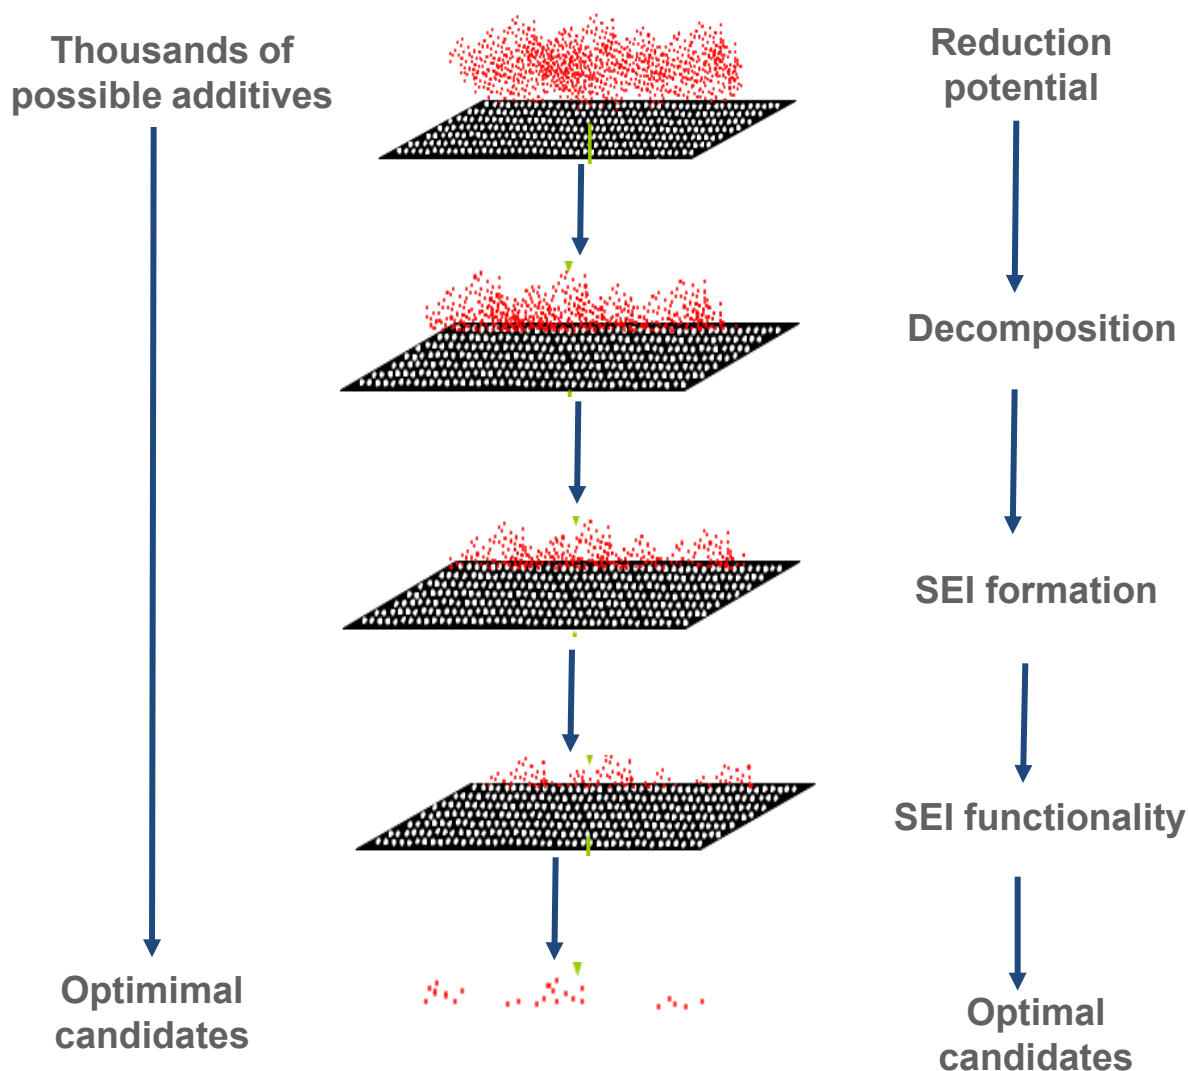 Thousands of
possible additives
Reduction
potential
Decomposition
SEI formation
SEI functionality
Optimimal
candidates
Optimal
candidates